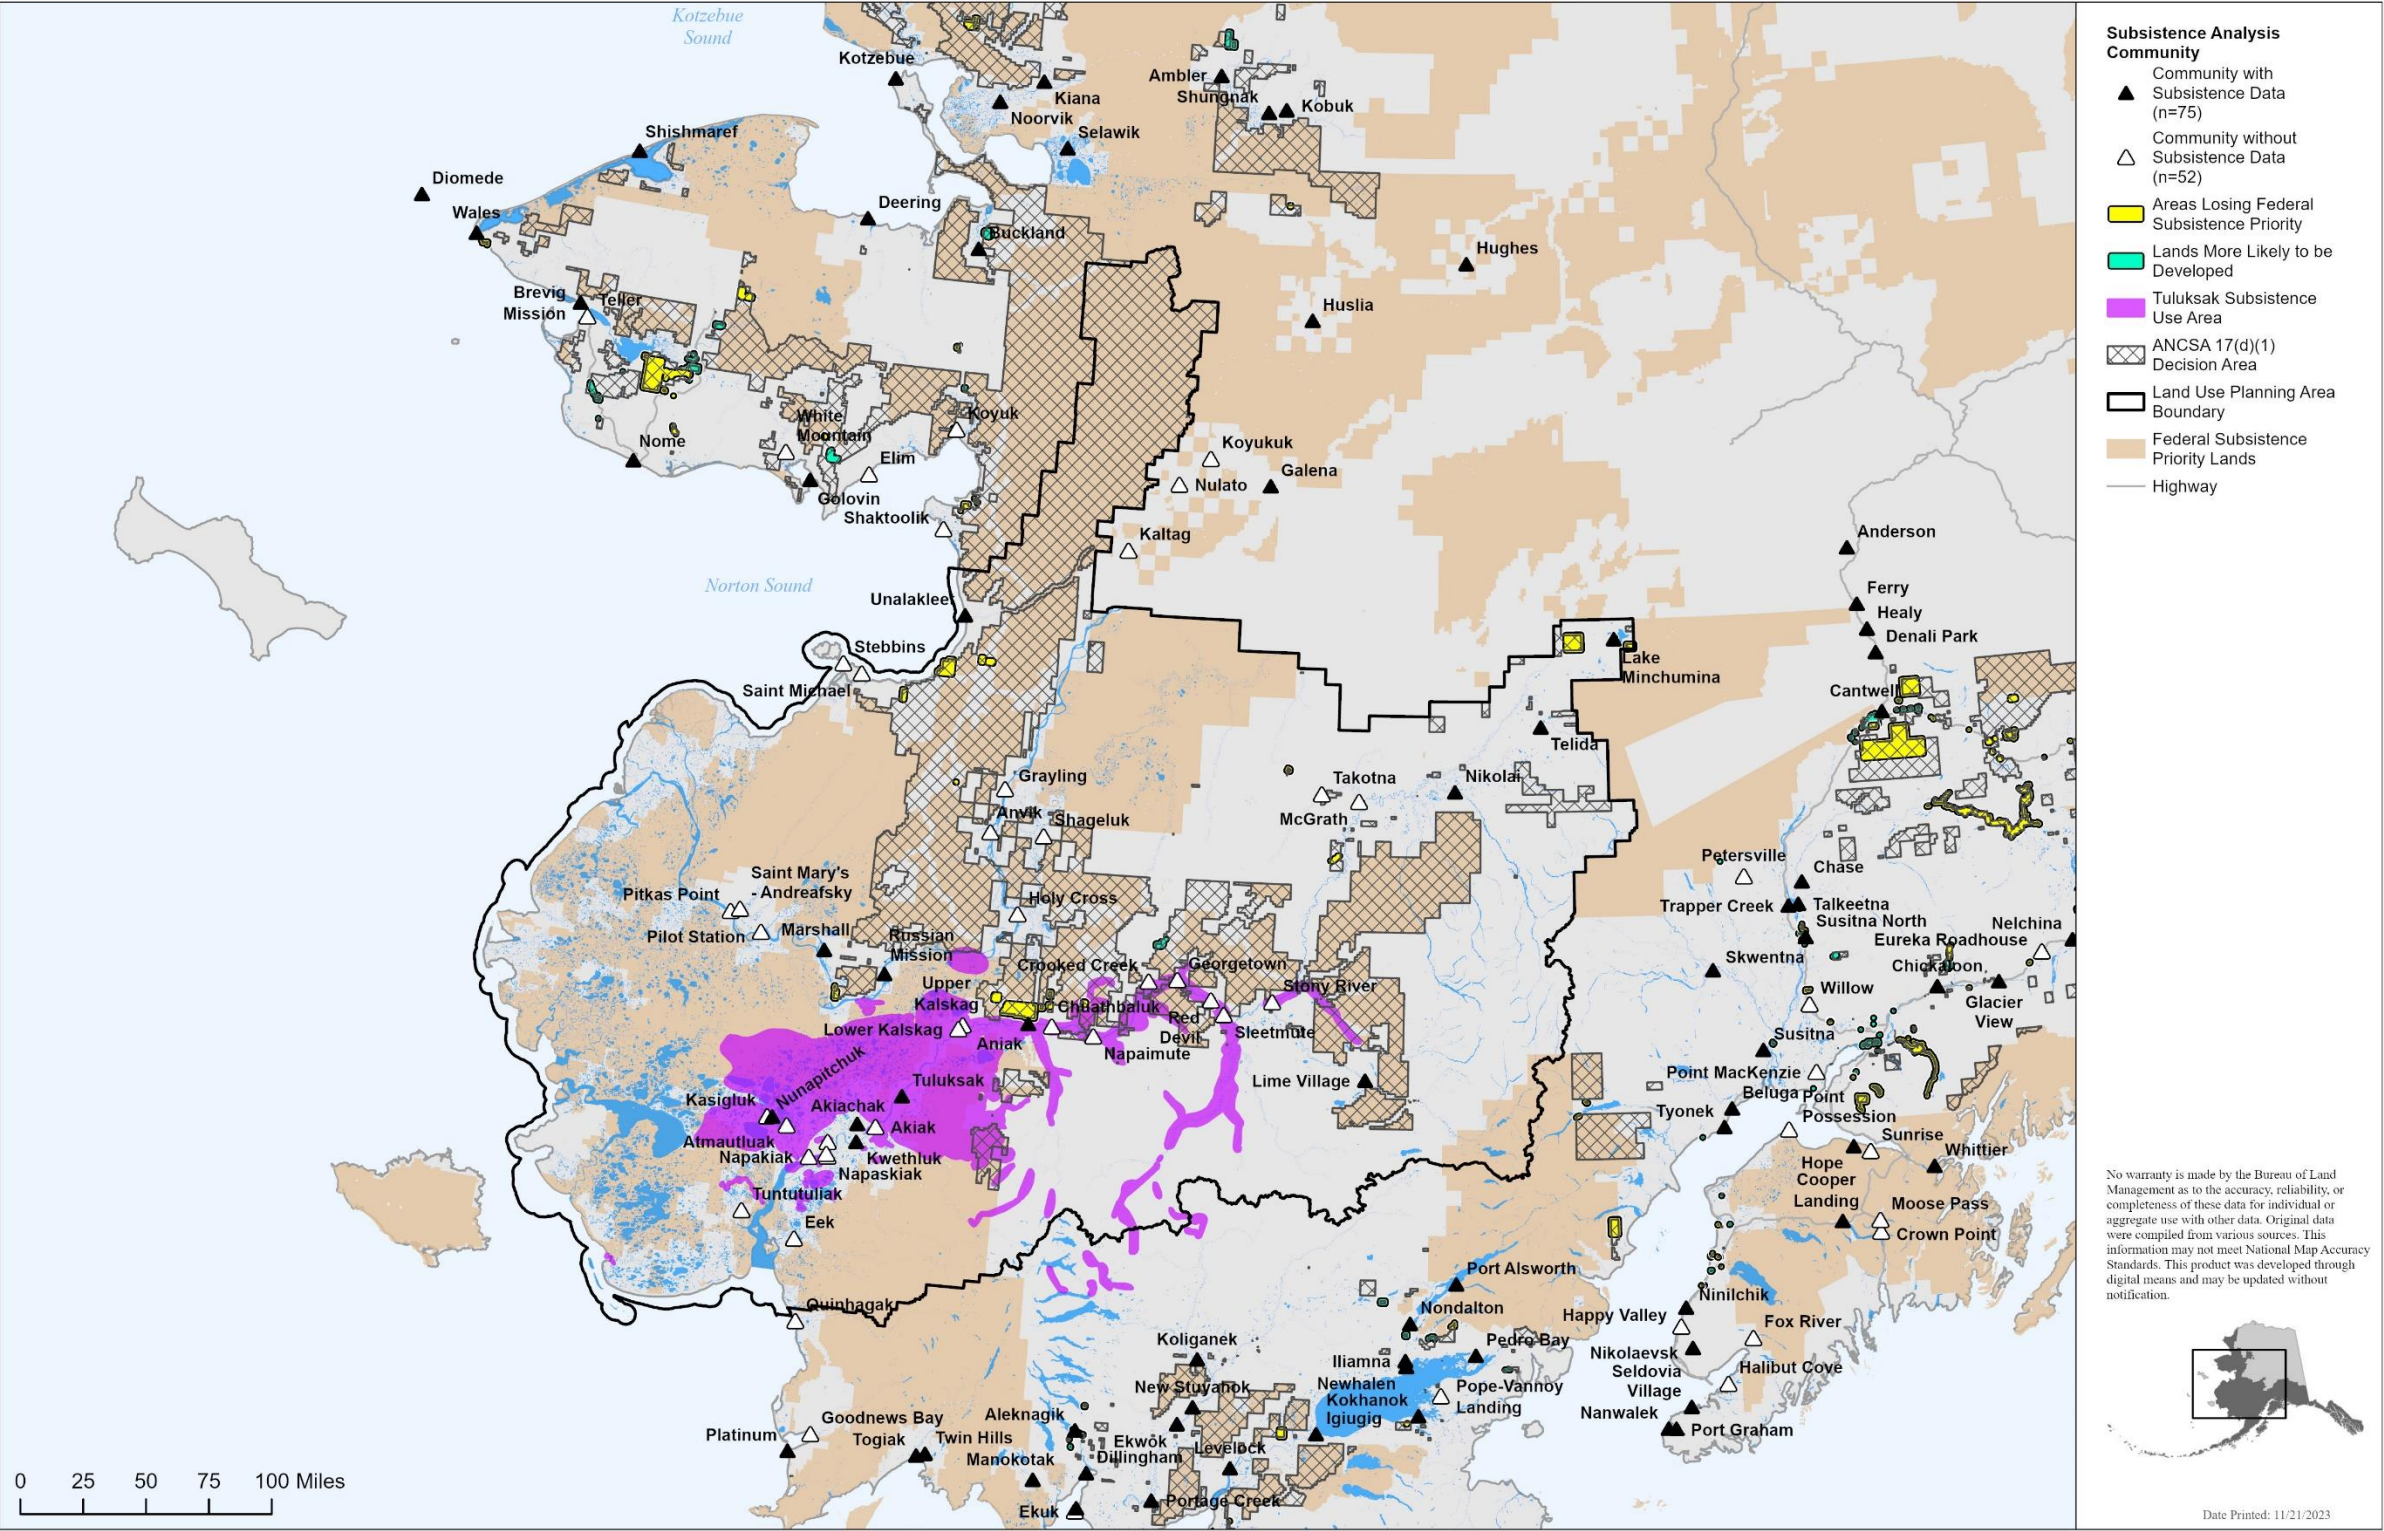 Kotzebue
Sound
Kotzebue
Kiana
Noorvik
Selawik
Ambler
Shungnak
Kobuk
Shishmaref
Diomede
Wales
Deering
Buckland
Hughes
Huslia
Brevig
Mission
Teller
Nome
White
Mountain
Koyuk
Elim
Golovin
Shaktoolik
Koyukuk
Galena
Nulato
Kaltag
Norton Sound
Unalakleet
Stebbins
Saint Michael
Anderson
Ferry
Healy
Denali Park
Lake
Minchumina
Cantwell
Telida
Grayling
Anvik
Shageluk
Takotna
McGrath
Nikolai
Saint Mary's
- Andreafsky
Pitkas Point
Pilot Station
Marshall
Russian
Mission
Holy Cross
Petersville
Chase
Trapper Creek
Talkeetna
Susitna North
Nelchina
Eureka Roadhouse
Chickaloon
Skwentna
Willow
Glacier
View
Upper
Kalskag
Crooked Creek
Georgetown
Stony River
Chuathbaluk
Lower Kalskag
Aniak
Red
Devil
Sleetmute
Napaimute
Susitna
Point MacKenzie
Lime Village
Nunapitchuk
Tuluksak
Kasigluk
Akiachak
Akiak
Atmautluak
Napakiak
Kwethluk
Napaskiak
Tuntutuliak
Eek
Beluga
Point
Possession
Tyonek
Sunrise
Whittier
Hope
Cooper
Landing
Moose Pass
Crown Point
Quinhagak
Port Alsworth
Nondalton
Pedro Bay
Happy Valley
Ninilchik
Fox River
Nikolaevsk
Halibut Cove
Seldovia
Village
Nanwalek
Port Graham
Koliganek
Iliamna
Newhalen
Kokhanok
Igiugig
Pope-Vannoy
Landing
New Stuyahok
Goodnews Bay
Platinum
Togiak
Twin Hills
Aleknagik
Manokotak
Ekwok
Dillingham
Levelock
Portage Creek
Ekuk
0 25 50 75 100 Miles
Subsistence Analysis
Community
Community with
Subsistence Data
(n=75)
Community without
Subsistence Data
(n=52)
Areas Losing Federal
Subsistence Priority
Lands More Likely to be
Developed
Tuluksak Subsistence
Use Area
ANCSA 17(d)(1)
Decision Area
Land Use Planning Area
Boundary
Federal Subsistence
Priority Lands
Highway
No warranty is made by the Bureau of Land
Management as to the accuracy, reliability, or
completeness of these data for individual or
aggregate use with other data. Original data
were compiled from various sources. This
information may not meet National Map Accuracy
Standards. This product was developed through
digital means and may be updated without
notification.
Date Printed: 11/21/2023